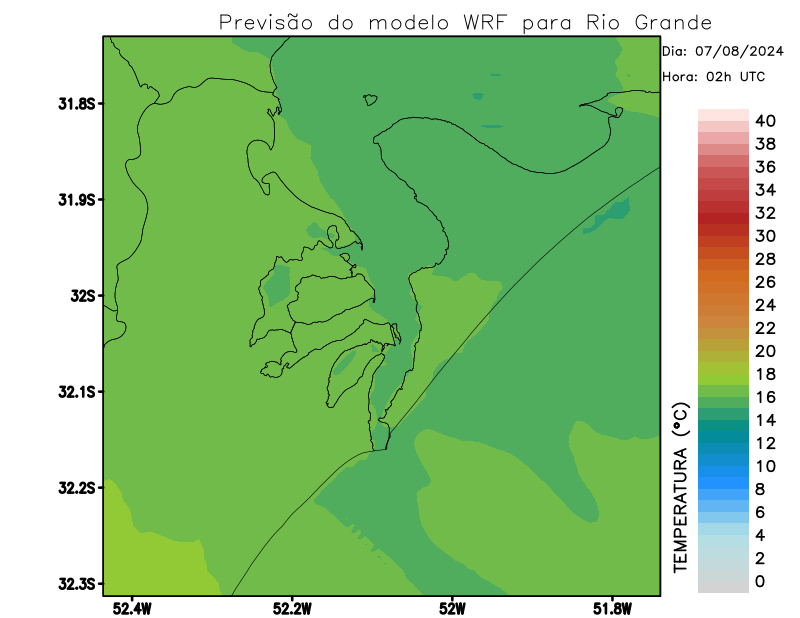 Previsão do modelo WRF para Rio Grande
Dia: 07/08/2024
Hora: 02h UTC
31.8S
31.9S
32S
32.1S
32.2S
32.3S
52.4W
52.2W
52W
51.8W
TEMPERATURA (°C)
40
38
36
34
32
30
28
26
24
22
20
18
16
14
12
10
8
6
4
2
0